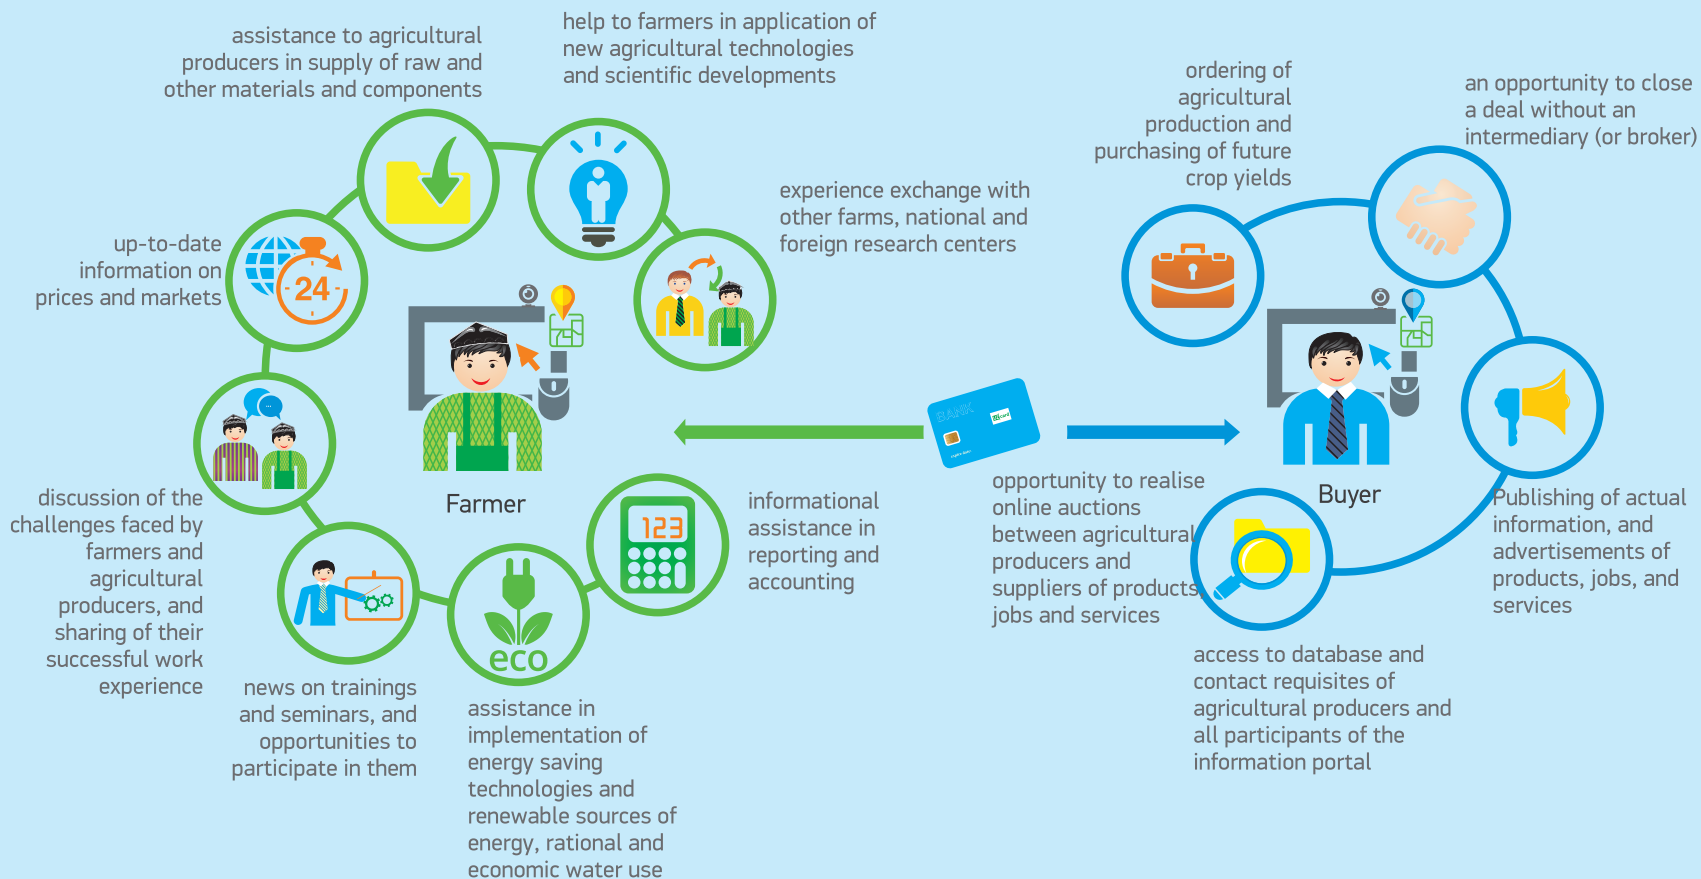 assistance to agricultural
producers in supply of raw and
other materials and components
help to farmers in application of
new agricultural technologies
and scientific developments
experience exchange with
other farms, national and
foreign research centers
up-to-date
information on
prices and markets
24
discussion of the
challenges faced by
farmers and
agricultural
producers, and
sharing of their
successful work
experience
news on trainings
and seminars, and
opportunities to
participate in them
eco
assistance in
implementation of
energy saving
technologies and
renewable sources of
energy, rational and
economic water use
123
informational
assistance in
reporting and
accounting
Farmer
BANK
opportunity to realise
online auctions
between agricultural
producers and
suppliers of products,
jobs and services
ordering of
agricultural
production and
purchasing of future
crop yields
an opportunity to close
a deal without an
intermediary (or broker)
Buyer
Publishing of actual
information, and
advertisements of
products, jobs, and
services
access to database and
contact requisites of
agricultural producers and
all participants of the
information portal